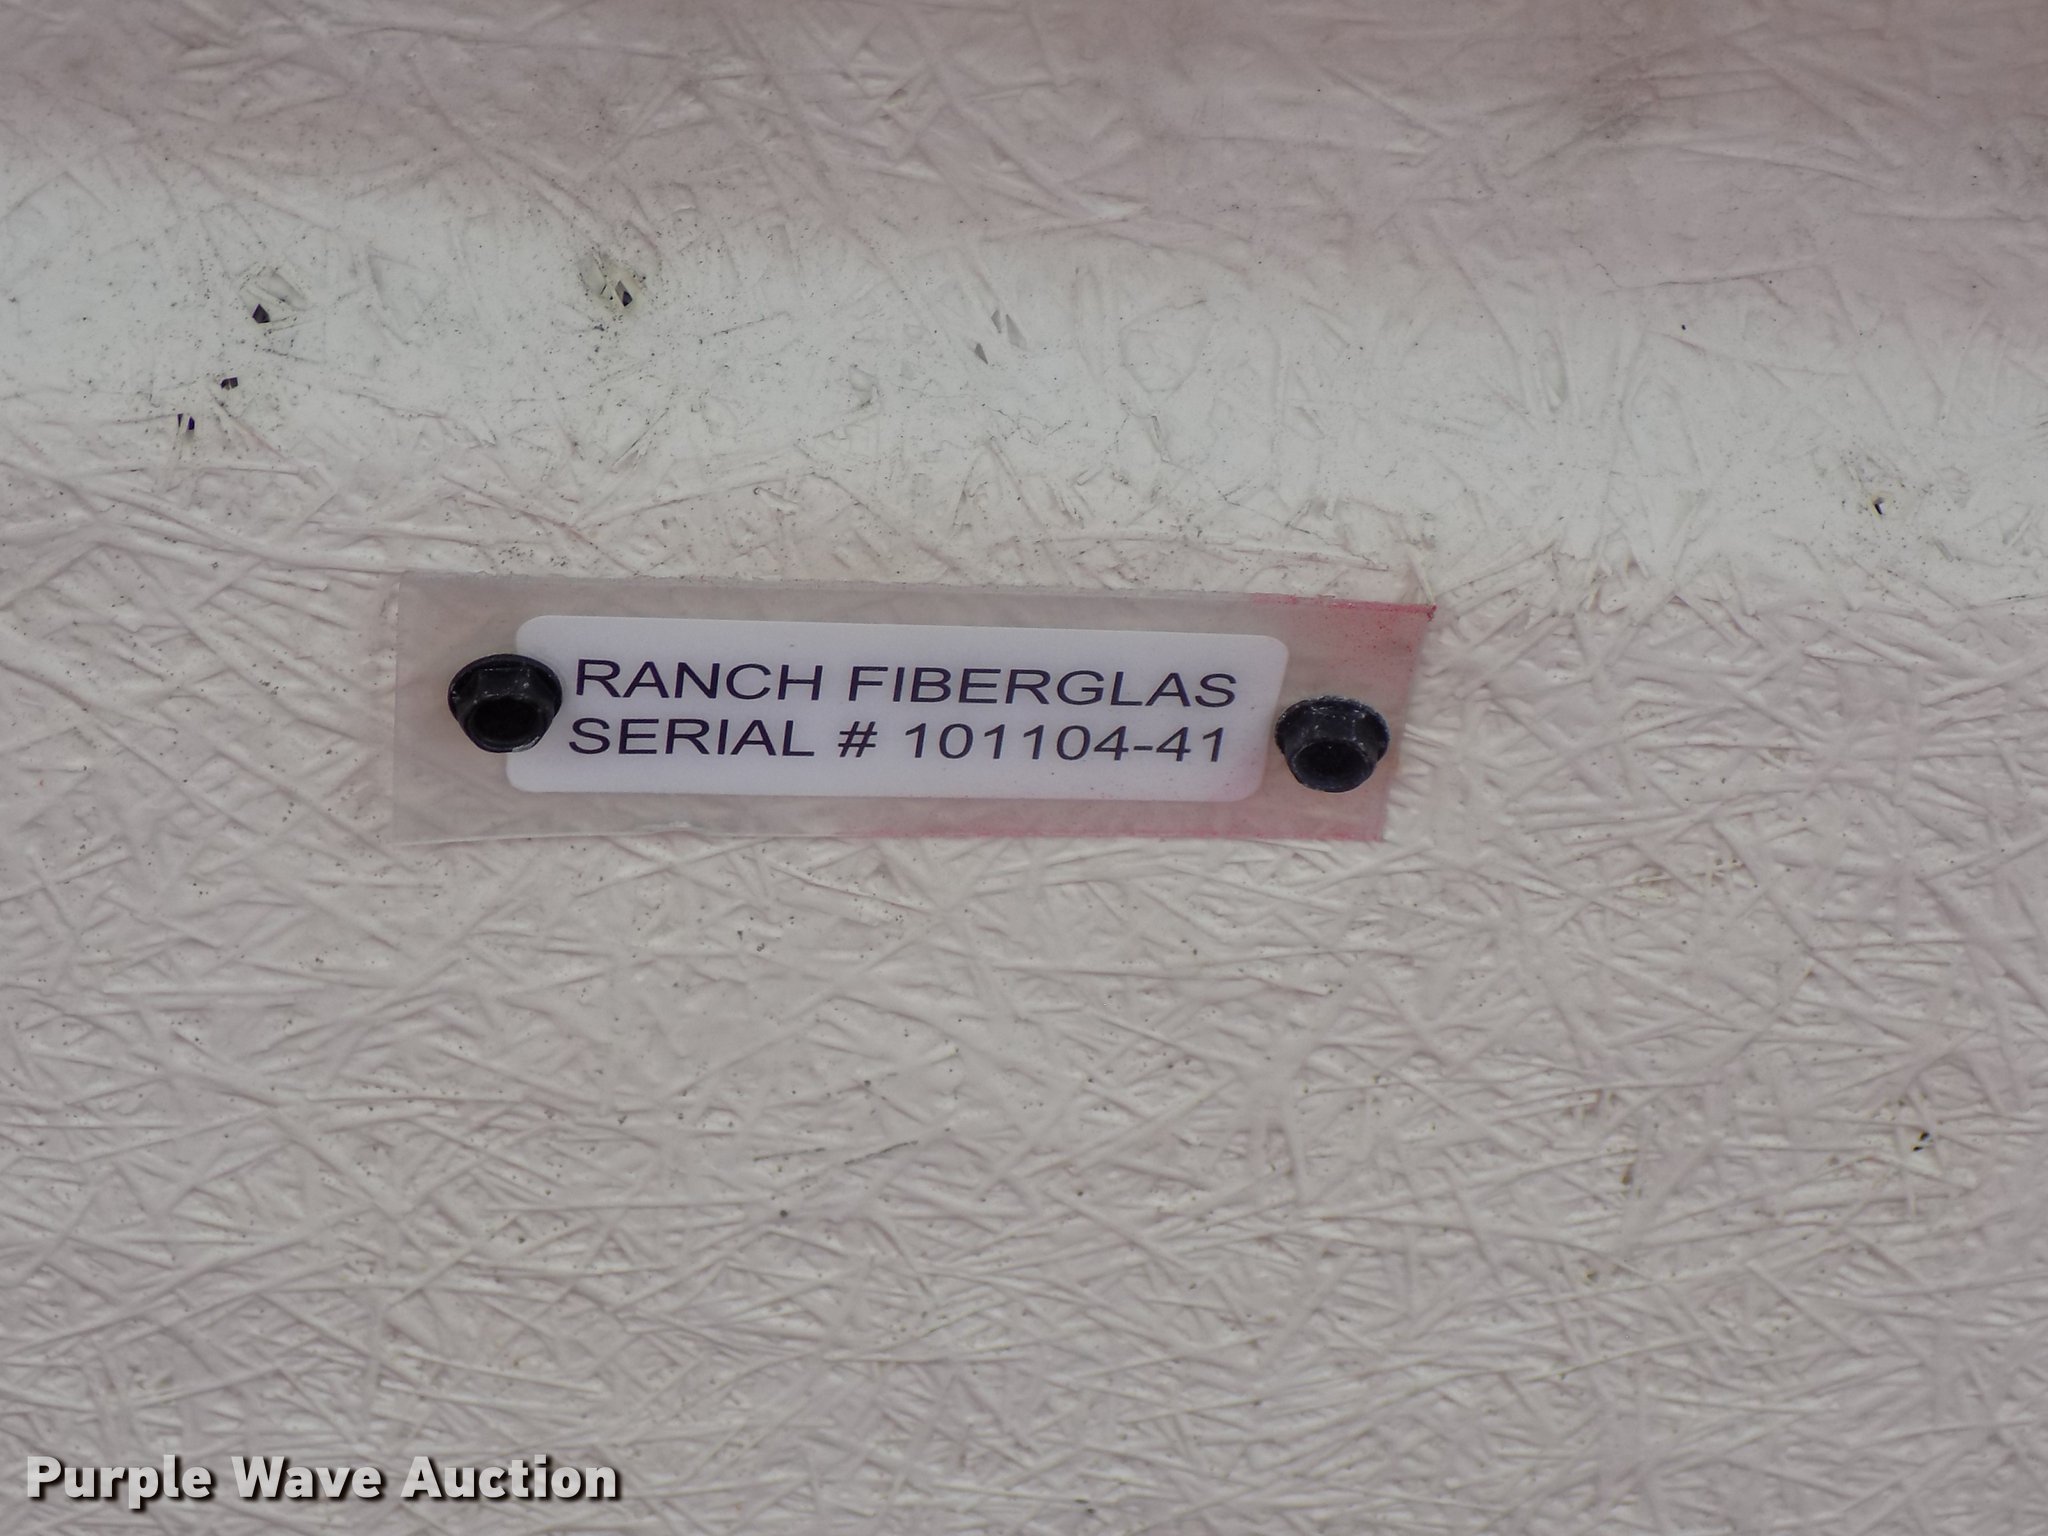 RANCH FIBERGLAS
SERIAL # 101104-41
Purple Wave Auction